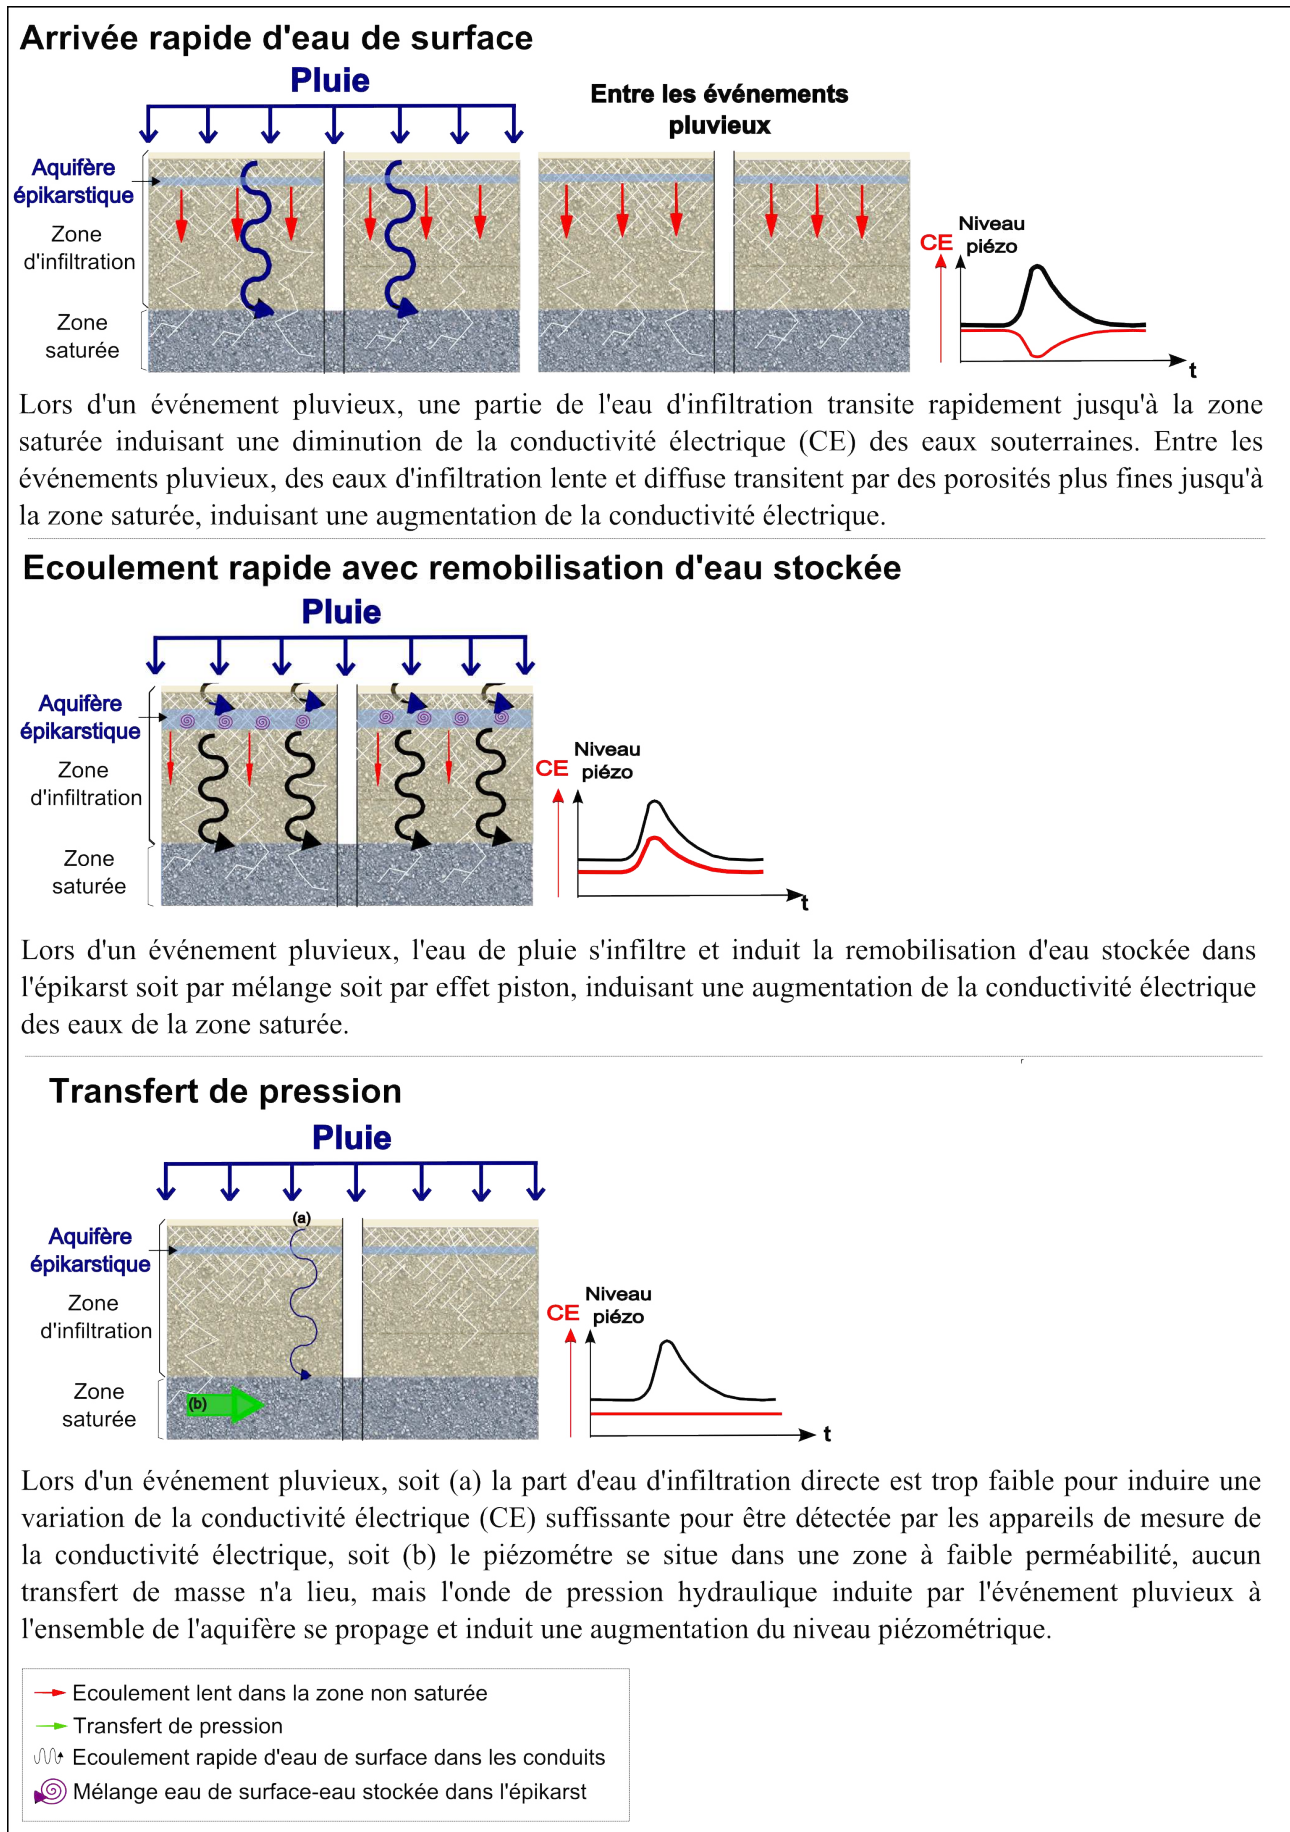 Arrivée rapide d'eau de surface
Pluie
Entre les événements
pluvieux
Aquifère
épikarstique
Zone
d'infiltration
Zone
saturée
CE
Niveau
piézo
t
Lors d'un événement pluvieux, une partie de l'eau d'infiltration transite rapidement jusqu'à la zone
saturée induisant une diminution de la conductivité électrique (CE) des eaux souterraines. Entre les
événements pluvieux, des eaux d'infiltration lente et diffuse transitent par des porosités plus fines jusqu'à
la zone saturée, induisant une augmentation de la conductivité électrique.
Ecoulement rapide avec remobilisation d'eau stockée
Pluie
Aquifère
épikarstique
Zone
d'infiltration
Zone
saturée
CE
Niveau
piézo
t
Lors d'un événement pluvieux, l'eau de pluie s'infiltre et induit la remobilisation d'eau stockée dans
l'épikarst soit par mélange soit par effet piston, induisant une augmentation de la conductivité électrique
des eaux de la zone saturée.
r
Transfert de pression
Pluie
(a)
Aquifère
épikarstique
Zone
d'infiltration
Zone
saturée
(b)
CE
Niveau
piézo
t
Lors d'un événement pluvieux, soit (a) la part d'eau d'infiltration directe est trop faible pour induire une
variation de la conductivité électrique (CE) suffissante pour être détectée par les appareils de mesure de
la conductivité électrique, soit (b) le piézométre se situe dans une zone à faible perméabilité, aucun
transfert de masse n'a lieu, mais l'onde de pression hydraulique induite par l'événement pluvieux à
l'ensemble de l'aquifère se propage et induit une augmentation du niveau piézométrique.
Ecoulement lent dans la zone non saturée
Transfert de pression
Ecoulement rapide d'eau de surface dans les conduits
Mélange eau de surface-eau stockée dans l'épikarst